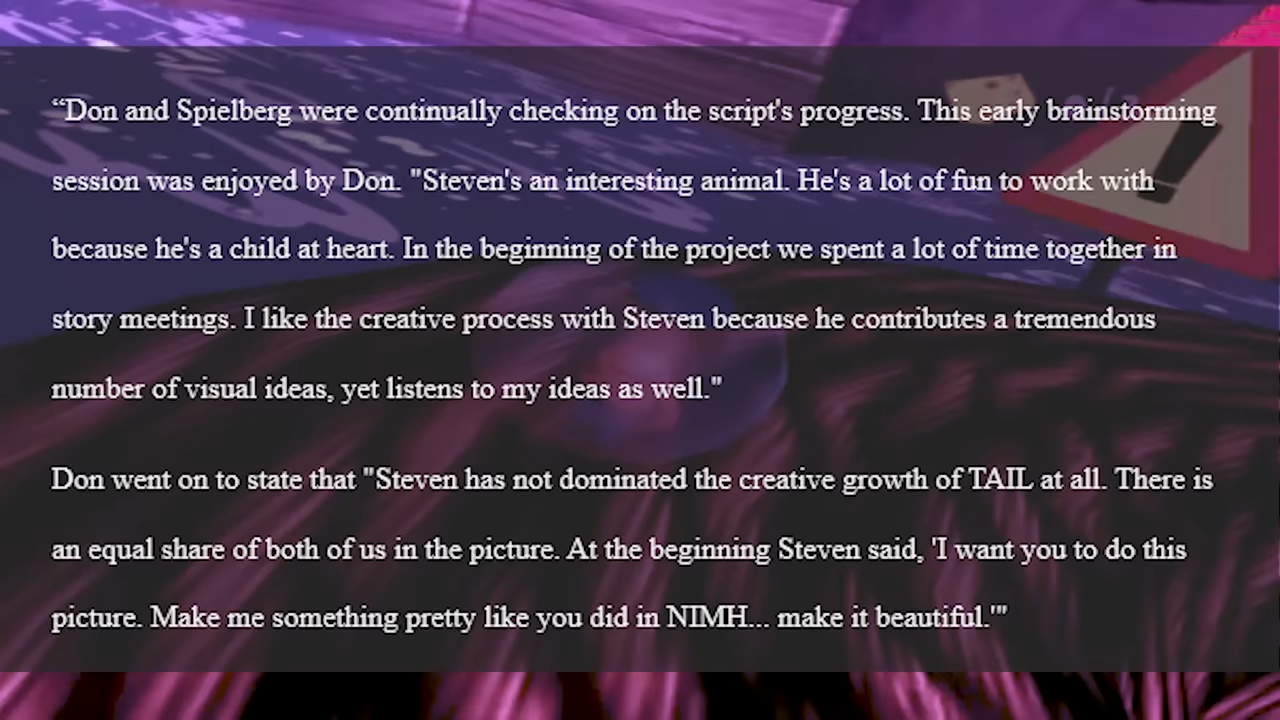 “Don and Spielberg were continually checking on the script's progress. This early brainstorming
session was enjoyed by Don. "Steven's an interesting animal. He's a lot of fun to work with
because he's a child at heart. In the beginning of the project we spent a lot of time together in
story meetings. I like the creative process with Steven because he contributes a tremendous
number of visual ideas, yet listens to my ideas as well."
Don went on to state that "Steven has not dominated the creative growth of TAIL at all. There is
an equal share of both of us in the picture. At the beginning Steven said, 'I want you to do this
picture. Make me something pretty like you did in NIMH... make it beautiful.'"